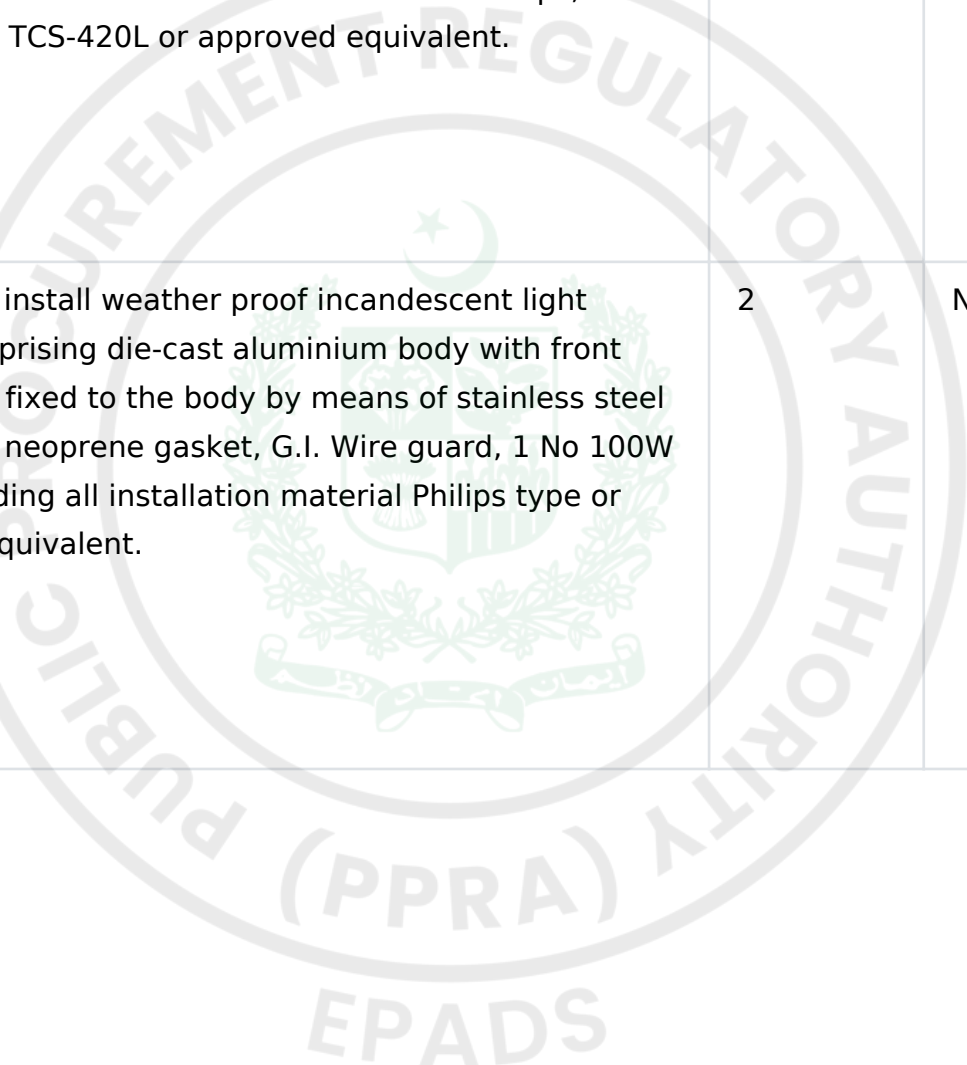 TCS-420L or approved equivalent.
install weather proof incandescent light 2 N
prising die-cast aluminium body with front
fixed to the body by means of stainless steel
neoprene gasket, G.I. Wire guard, 1 No 100W
ding all installation material Philips type or
quivalent.
PUBLIC PROCUREMENT REGULATORY AUTHORITY
(PPRA)
EPADS